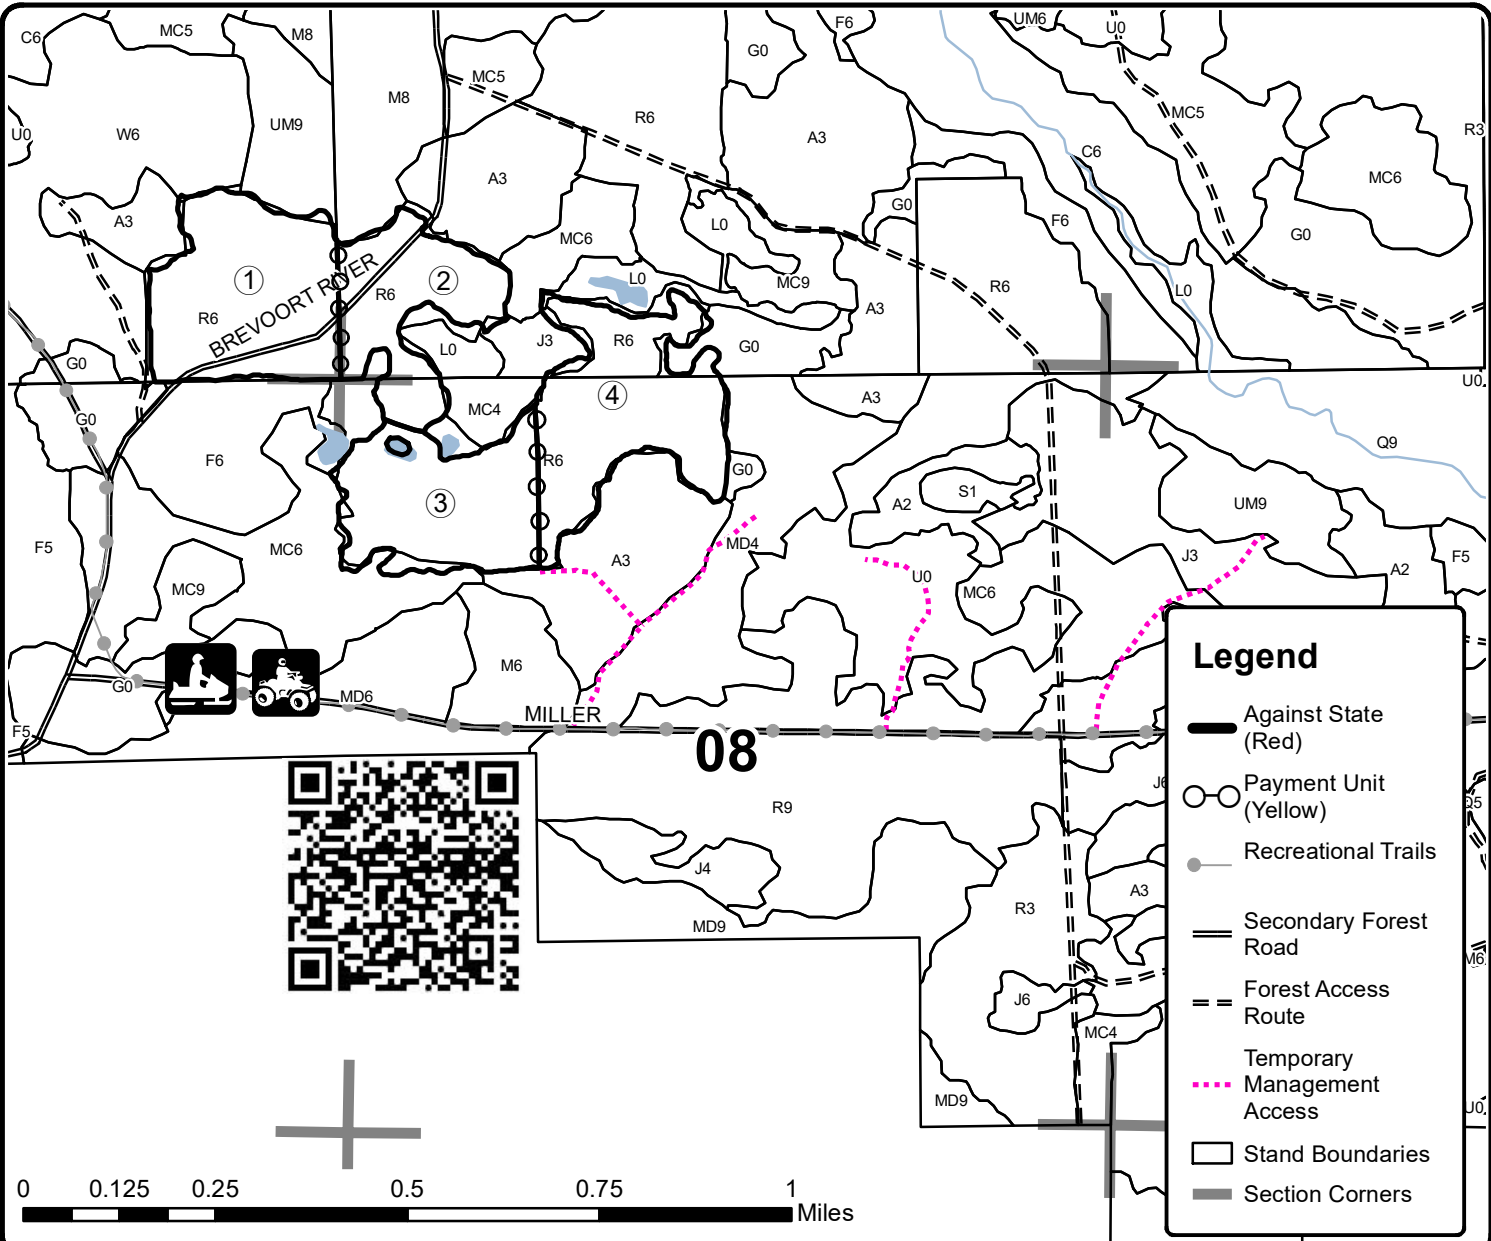 C6
MC5
M8
F6
UM6
U0
MC5
G0
M8
UM9
W6
U0
R6
A3
MC5
R3
C6
MC6
A3
A3
G0
F6
L0
MC6
G0
①
②
R6
R6
BREVOORT RIVER
L0
MC9
R6
L0
A3
R6
J3
L0
G0
G0
④
MC4
A3
U0
G0
Q9
F6
R6
G0
③
S1
A2
UM9
F5
MC6
A3
MD4
J3
F5
A2
U0
MC9
MC6
M6
G0
MD6
MILLER
F5
08
J6
R9
Q5
J4
A3
R3
MD9
M6
J6
MC4
MD9
U0
Legend
Against State
(Red)
Payment Unit
(Yellow)
Recreational Trails
Secondary Forest
Road
Forest Access
Route
Temporary
Management
Access
Stand Boundaries
Section Corners
0 0.125 0.25 0.5 0.75 1
Miles